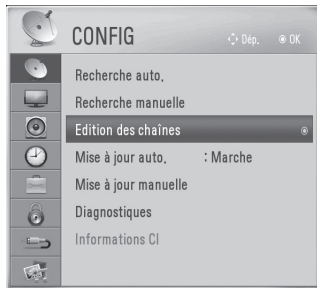 CONFIG
Dép. OK
Recherche auto.
Recherche manuelle
Edition des chaînes
Mise à jour auto. : Marche
Mise à jour manuelle
Diagnostiques
Informations CI